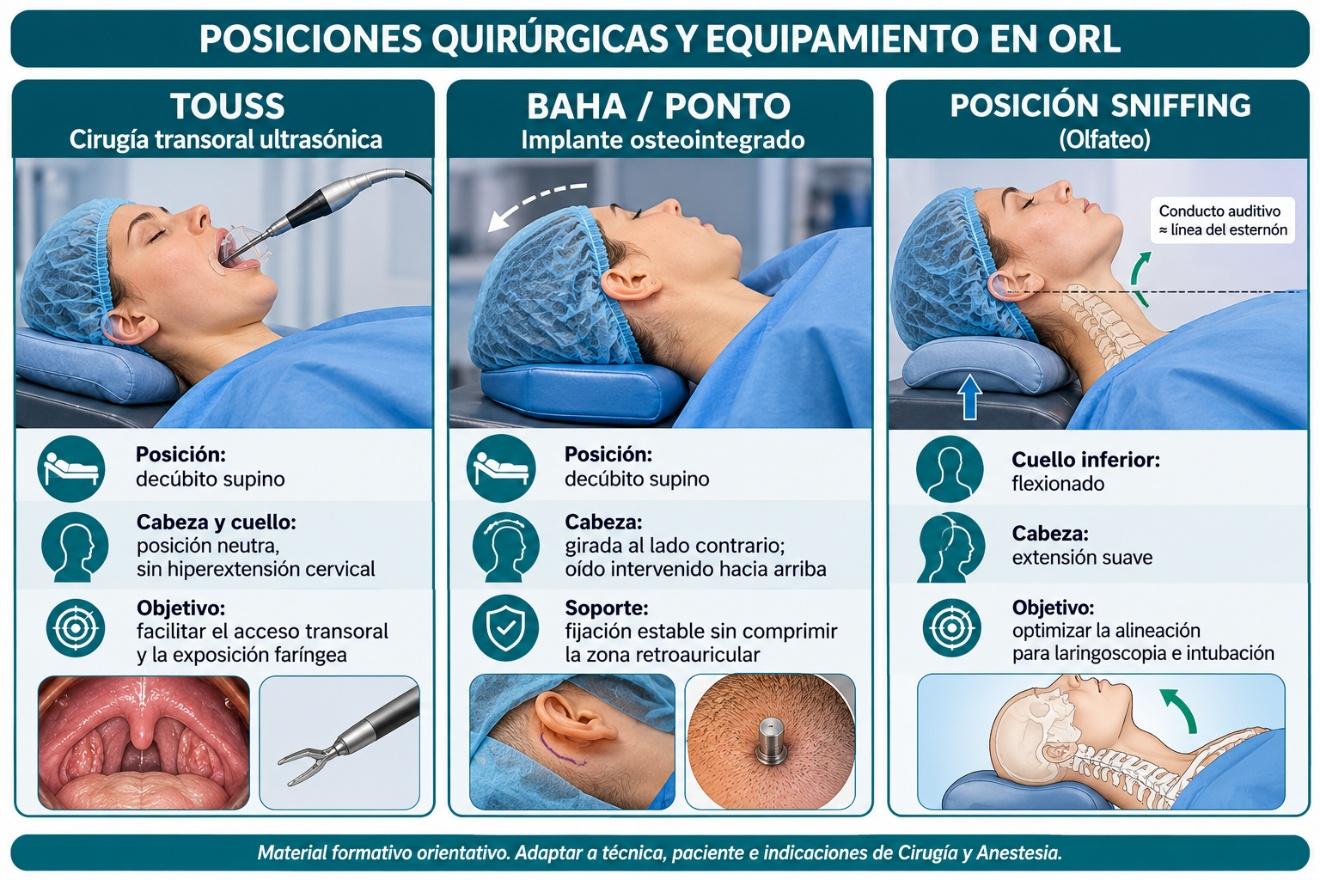 POSICIONES QUIRÚRGICAS Y EQUIPAMIENTO EN ORL
TOUSS
Cirugía transoral ultrasónica
Posición:
decúbito supino
Cabeza y cuello:
posición neutra,
sin hiperextensión cervical
Objetivo:
facilitar el acceso transoral
y la exposición faríngea
BAHA / PONTO
Implante osteointegrado
Posición:
decúbito supino
Cabeza:
girada al lado contrario;
oído intervenido hacia arriba
Soporte:
fijación estable sin comprimir
la zona retroauricular
POSICIÓN SNIFFING
(Olfateo)
Conducto auditivo
≈ línea del esternón
Cuello inferior:
flexionado
Cabeza:
extensión suave
Objetivo:
optimizar la alineación
para laringoscopia e intubación
Material formativo orientativo. Adaptar a técnica, paciente e indicaciones de Cirugía y Anestesia.